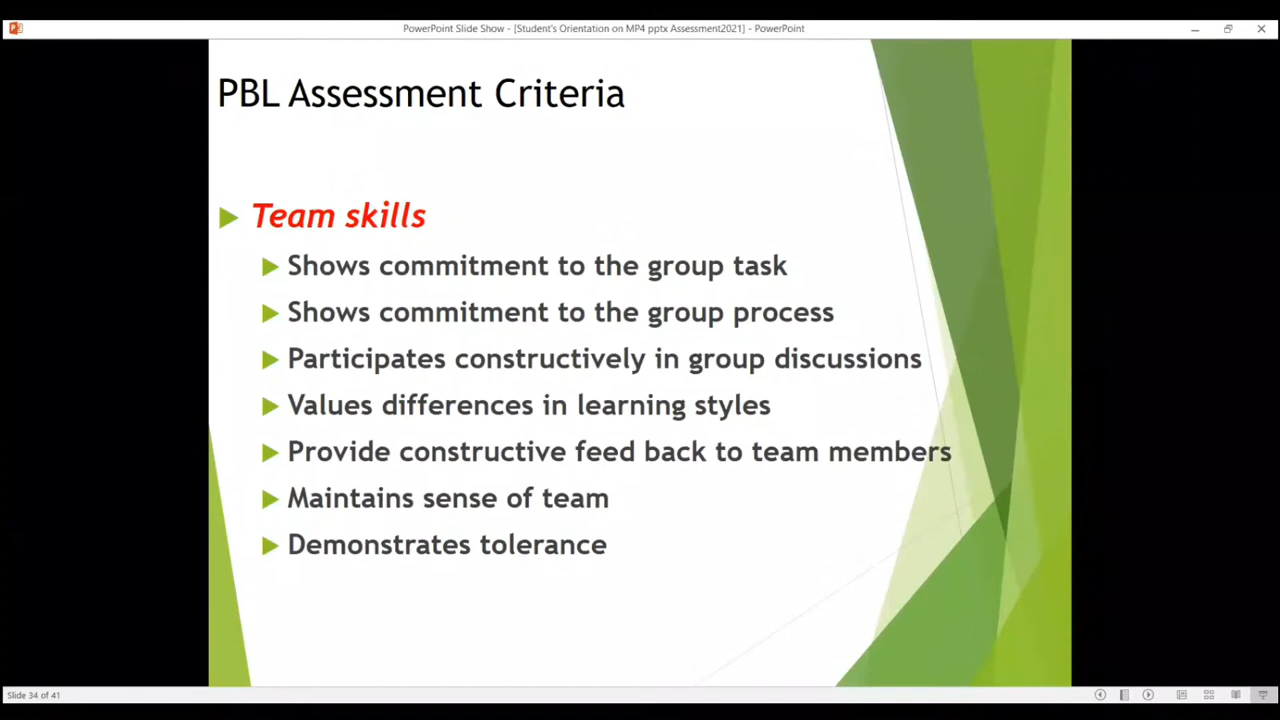 PowerPoint Slide Show - [Student's Orientation on MP4 pptx Assessment2021] - PowerPoint
PBL Assessment Criteria
Team skills
Shows commitment to the group task
Shows commitment to the group process
Participates constructively in group discussions
Values differences in learning styles
Provide constructive feed back to team members
Maintains sense of team
Demonstrates tolerance
Slide 34 of 41